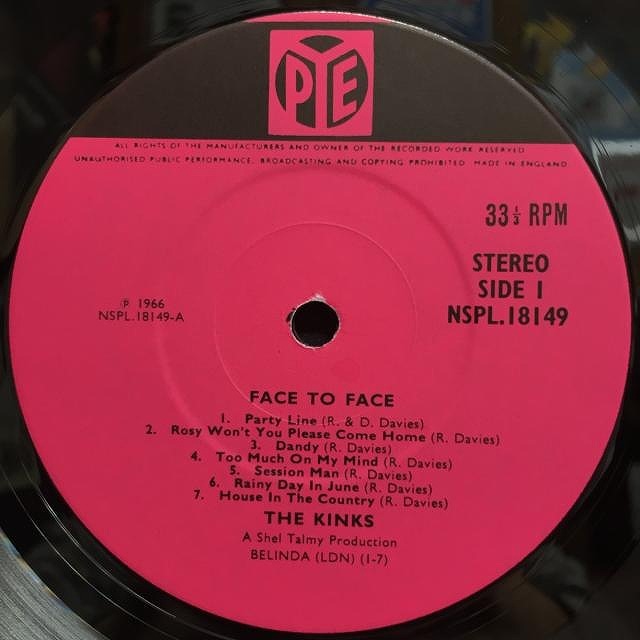 PYE
ALL RIGHTS OF THE MANUFACTURERS AND OWNER OF THE RECORDED WORK RESERVED
UNAUTHORISED PUBLIC PERFORMANCE, BROADCASTING AND COPYING PROHIBITED. MADE IN ENGLAND
33⅓ RPM
STEREO
SIDE 1
NSPL.18149
℗ 1966
NSPL.18149-A
FACE TO FACE
1. Party Line (R. & D. Davies)
2. Rosy Won't You Please Come Home (R. Davies)
3. Dandy (R. Davies)
4. Too Much On My Mind (R. Davies)
5. Session Man (R. Davies)
6. Rainy Day In June (R. Davies)
7. House In The Country (R. Davies)
THE KINKS
A Shel Talmy Production
BELINDA (LDN) (1-7)